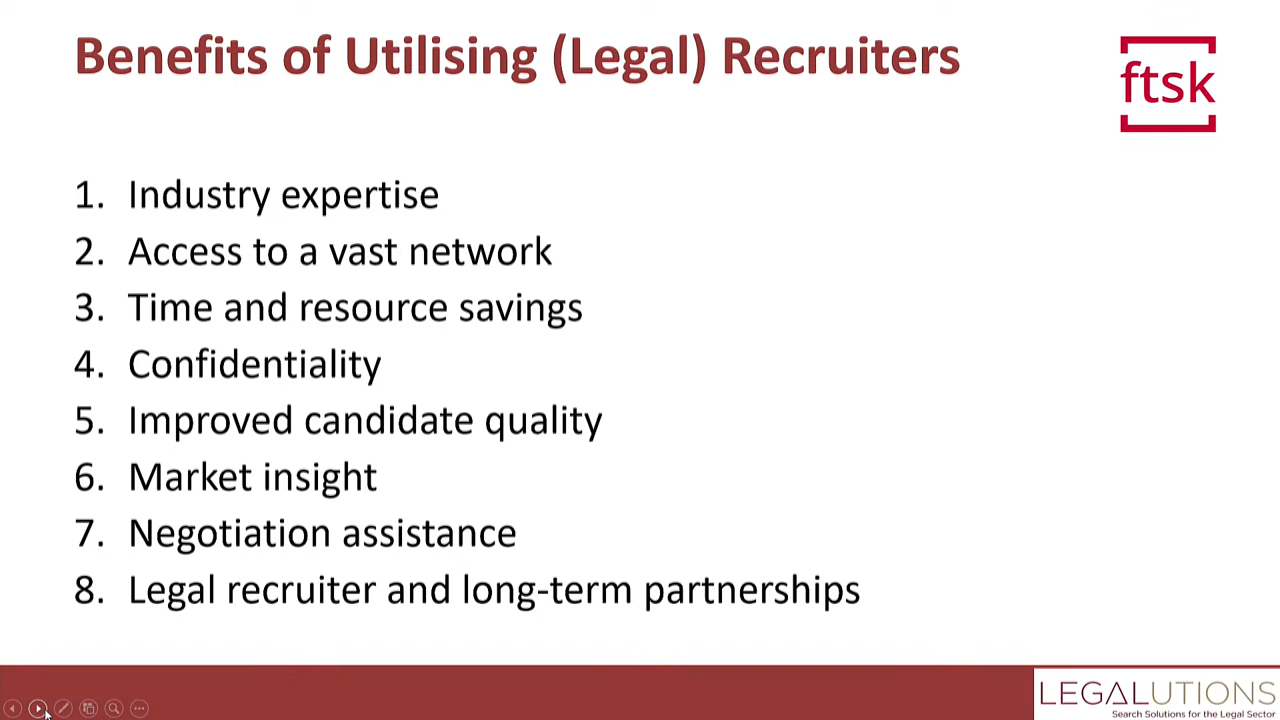 Benefits of Utilising (Legal) Recruiters
ftsk
1. Industry expertise
2. Access to a vast network
3. Time and resource savings
4. Confidentiality
5. Improved candidate quality
6. Market insight
7. Negotiation assistance
8. Legal recruiter and long-term partnerships
LEGALUTIONS
Search Solutions for the Legal Sector